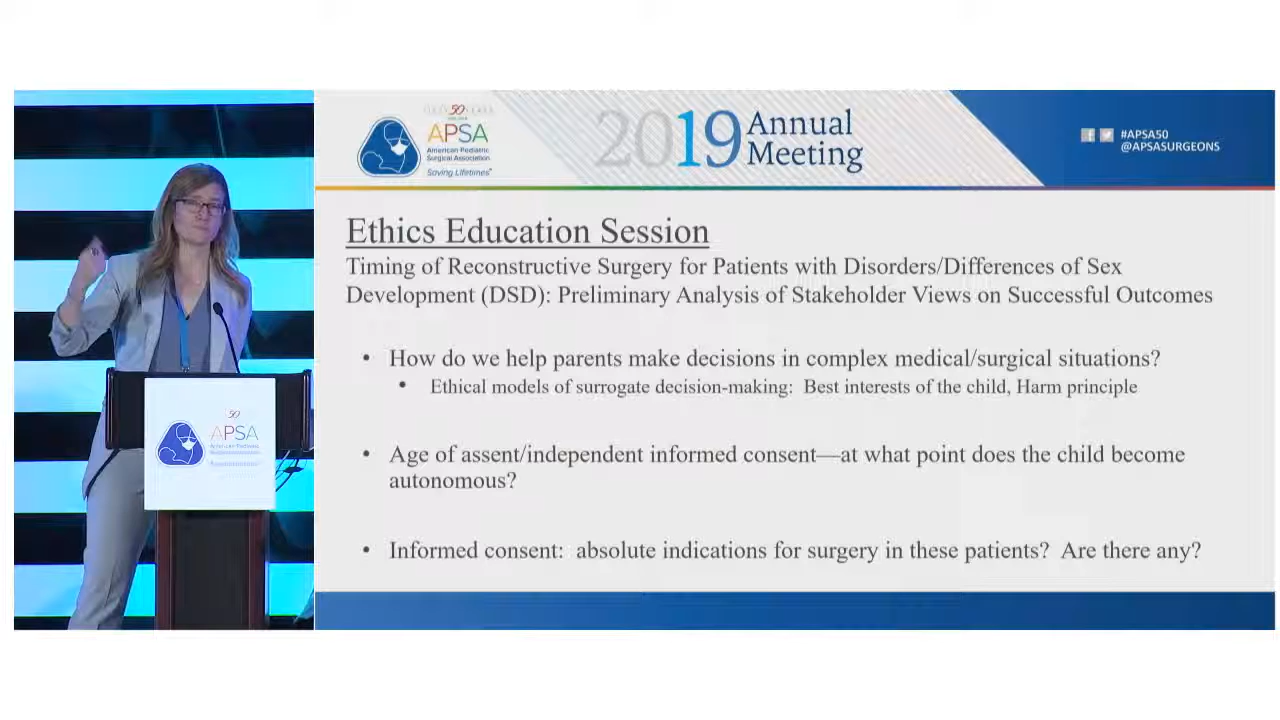 50
APSA
American Pediatric
Surgical Association
Saving Lifetimes
2019 Annual
Meeting
#APSA50
@APSASURGEONS
Ethics Education Session
Timing of Reconstructive Surgery for Patients with Disorders/Differences of Sex
Development (DSD): Preliminary Analysis of Stakeholder Views on Successful Outcomes
• How do we help parents make decisions in complex medical/surgical situations?
• Ethical models of surrogate decision-making: Best interests of the child, Harm principle
• Age of assent/independent informed consent—at what point does the child become
autonomous?
• Informed consent: absolute indications for surgery in these patients? Are there any?
50
APSA